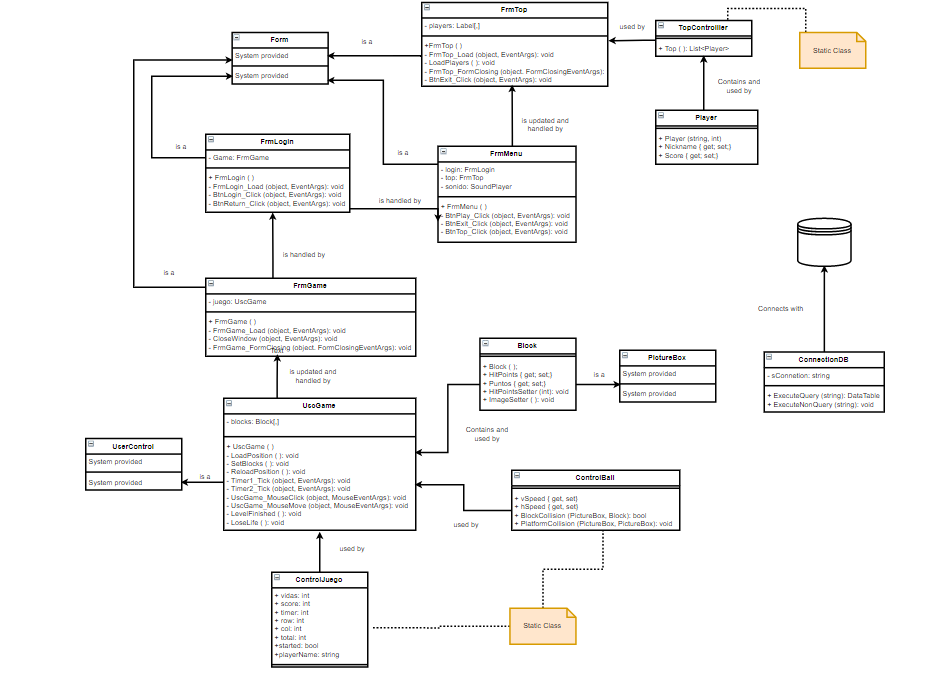 FrmTop
- players: Label[,]
+FrmTop ( )
- FrmTop_Load (object, EventArgs): void
- LoadPlayers ( ): void
- FrmTop_FormClosing (object. FormClosingEventArgs):
- BtnExit_Click (object, EventArgs): void
used by
TopController
+ Top ( ): List<Player>
Static Class
Form
System provided
System provided
is a
Contains and
used by
Player
+ Player (string, int)
+ Nickname { get; set;}
+ Score { get; set;}
is updated and
handled by
FrmLogin
- Game: FrmGame
+ FrmLogin ( )
- FrmLogin_Load (object, EventArgs): void
- BtnLogin_Click (object, EventArgs): void
- BtnReturn_Click (object, EventArgs): void
is a
is a
FrmMenu
- login: FrmLogin
- top: FrmTop
- sonido: SoundPlayer
+ FrmMenu ( )
- BtnPlay_Click (object, EventArgs): void
- BtnExit_Click (object, EventArgs): void
- BtnTop_Click (object, EventArgs): void
is handled by
is handled by
is a
FrmGame
- juego: UscGame
+ FrmGame ( )
- FrmGame_Load (object, EventArgs): void
- CloseWindow (object, EventArgs): void
- FrmGame_FormClosing (object. FormClosingEventArgs): void
Text
is updated and
handled by
Connects with
ConnectionDB
- sConnetion: string
+ ExecuteQuery (string): DataTable
+ ExecuteNonQuery (string): void
Block
+ Block ( );
+ HitPoints { get; set;}
+ Puntos { get; set;}
+ HitPointsSetter (int): void
+ ImageSetter ( ): void
is a
PictureBox
System provided
System provided
UscGame
- blocks: Block[,]
+ UscGame ( )
- LoadPosition ( ): void
- SetBlocks ( ): void
- ReloadPosition ( ): void
- Timer1_Tick (object, EventArgs): void
- Timer2_Tick (object, EventArgs): void
- UscGame_MouseClick (object, MouseEventArgs): void
- UscGame_MouseMove (object, MouseEventArgs): void
- LevelFinished ( ): void
- LoseLife ( ): void
Contains and
used by
UserControl
System provided
System provided
is a
ControlBall
+ vSpeed { get, set}
+ hSpeed { get, set}
+ BlockCollision (PictureBox, Block): bool
+ PlatformCollision (PictureBox, PictureBox): void
used by
used by
ControlJuego
+ vidas: int
+ score: int
+ timer: int
+ row: int
+ col: int
+ total: int
+started: bool
+playerName: string
Static Class